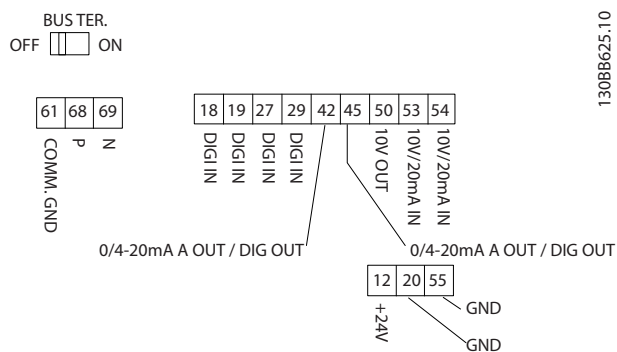 BUS TER.
OFF ON
130BB625.10
61 68 69
18 19 27 29 42 45 50 53 54
COMM. GND
P
N
DIGI IN
DIGI IN
DIGI IN
DIGI IN
10V OUT
10V/20mA IN
10V/20mA IN
0/4-20mA A OUT / DIG OUT
0/4-20mA A OUT / DIG OUT
12 20 55
+24V
GND
GND